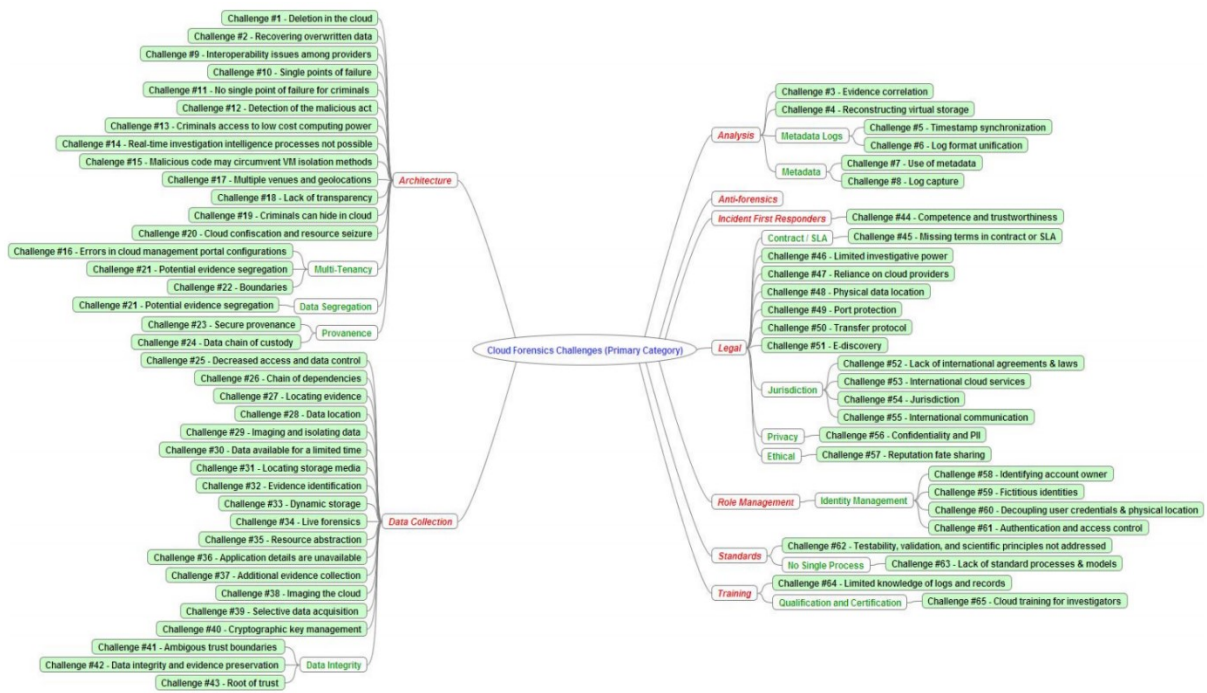 Challenge #1 - Deletion in the cloud
Challenge #2 - Recovering overwritten data
Challenge #9 - Interoperability issues among providers
Challenge #10 - Single points of failure
Challenge #11 - No single point of failure for criminals
Challenge #12 - Detection of the malicious act
Challenge #13 - Criminals access to low cost computing power
Challenge #14 - Real-time investigation intelligence processes not possible
Challenge #15 - Malicious code may circumvent VM isolation methods
Challenge #17 - Multiple venues and geolocations
Challenge #18 - Lack of transparency
Challenge #19 - Criminals can hide in cloud
Challenge #20 - Cloud confiscation and resource seizure
Architecture
Challenge #16 - Errors in cloud management portal configurations
Challenge #21 - Potential evidence segregation
Challenge #22 - Boundaries
Multi-Tenancy
Challenge #21 - Potential evidence segregation
Data Segregation
Challenge #23 - Secure provenance
Challenge #24 - Data chain of custody
Provanence
Challenge #25 - Decreased access and data control
Challenge #26 - Chain of dependencies
Challenge #27 - Locating evidence
Challenge #28 - Data location
Challenge #29 - Imaging and isolating data
Challenge #30 - Data available for a limited time
Challenge #31 - Locating storage media
Challenge #32 - Evidence identification
Challenge #33 - Dynamic storage
Challenge #34 - Live forensics
Challenge #35 - Resource abstraction
Challenge #36 - Application details are unavailable
Challenge #37 - Additional evidence collection
Challenge #38 - Imaging the cloud
Challenge #39 - Selective data acquisition
Challenge #40 - Cryptographic key management
Data Collection
Challenge #41 - Ambigous trust boundaries
Challenge #42 - Data integrity and evidence preservation
Challenge #43 - Root of trust
Data Integrity
Cloud Forensics Challenges (Primary Category)
Analysis
Challenge #3 - Evidence correlation
Challenge #4 - Reconstructing virtual storage
Metadata Logs
Challenge #5 - Timestamp synchronization
Challenge #6 - Log format unification
Metadata
Challenge #7 - Use of metadata
Challenge #8 - Log capture
Anti-forensics
Incident First Responders
Challenge #44 - Competence and trustworthiness
Legal
Contract / SLA
Challenge #45 - Missing terms in contract or SLA
Challenge #46 - Limited investigative power
Challenge #47 - Reliance on cloud providers
Challenge #48 - Physical data location
Challenge #49 - Port protection
Challenge #50 - Transfer protocol
Challenge #51 - E-discovery
Jurisdiction
Challenge #52 - Lack of international agreements & laws
Challenge #53 - International cloud services
Challenge #54 - Jurisdiction
Challenge #55 - International communication
Privacy
Challenge #56 - Confidentiality and PII
Ethical
Challenge #57 - Reputation fate sharing
Role Management
Identity Management
Challenge #58 - Identifying account owner
Challenge #59 - Fictitious identities
Challenge #60 - Decoupling user credentials & physical location
Challenge #61 - Authentication and access control
Standards
Challenge #62 - Testability, validation, and scientific principles not addressed
No Single Process
Challenge #63 - Lack of standard processes & models
Training
Challenge #64 - Limited knowledge of logs and records
Qualification and Certification
Challenge #65 - Cloud training for investigators